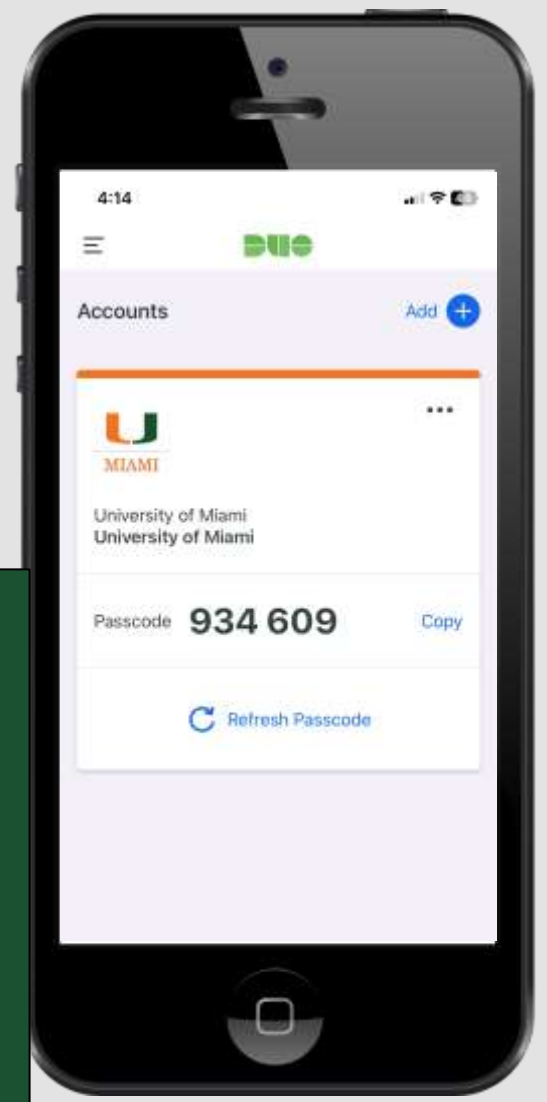 4:14
DUO
Accounts
Add
U
MIAMI
University of Miami
University of Miami
Passcode 934 609 Copy
Refresh Passcode